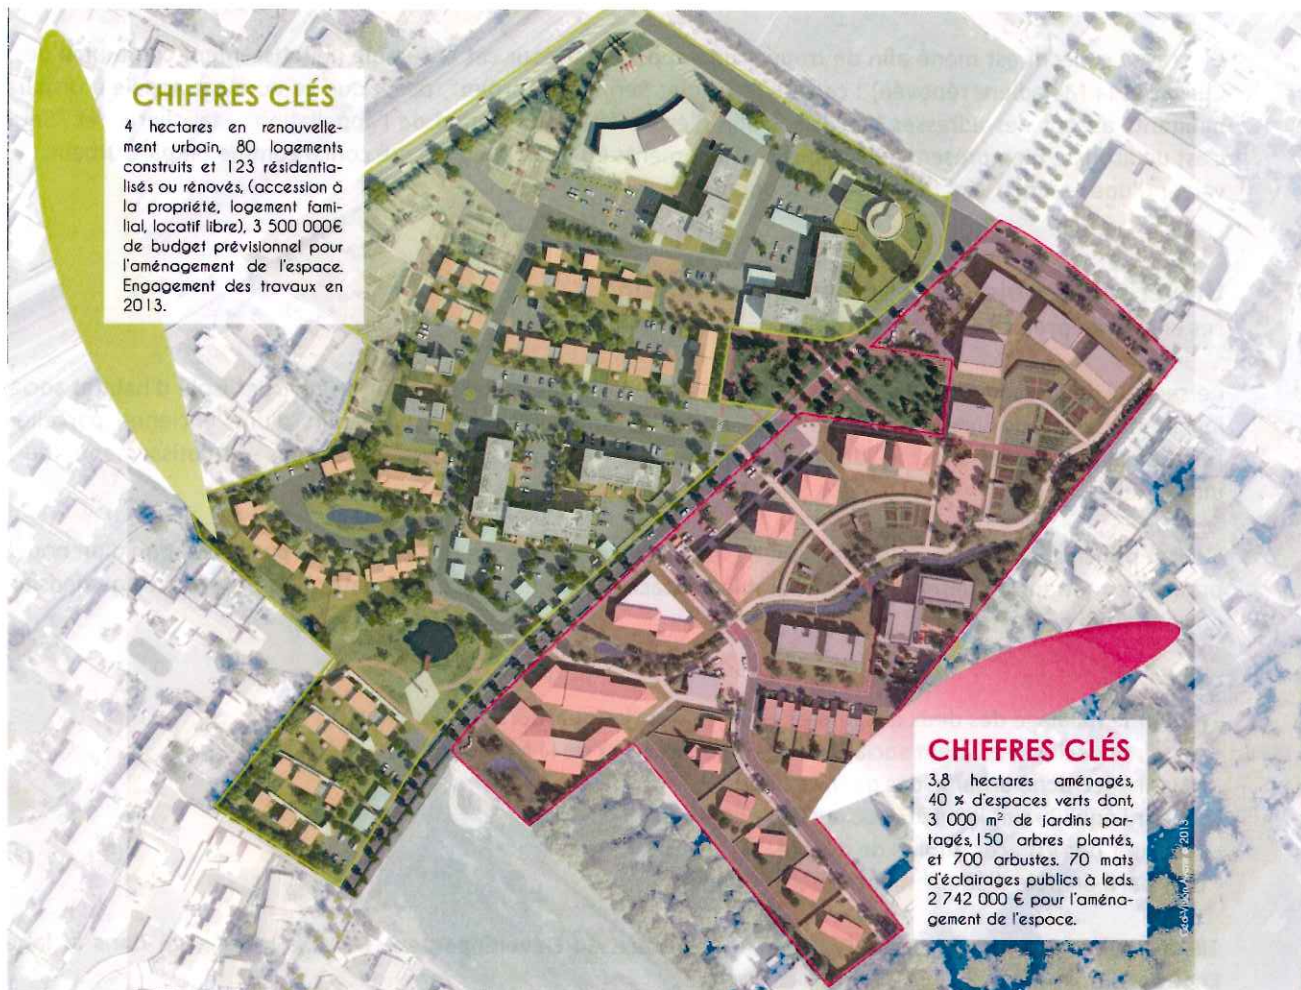 CHIFFRES CLÉS
4 hectares en renouvelle-
ment urbain, 80 logements
construits et 123 résidentia-
lisés ou rénovés, (accession à
la propriété, logement fami-
lial, locatif libre), 3 500 000€
de budget prévisionnel pour
l'aménagement de l'espace.
Engagement des travaux en
2013.
CHIFFRES CLÉS
3,8 hectares aménagés,
40 % d'espaces verts dont,
3 000 m² de jardins par-
tagés, 150 arbres plantés,
et 700 arbustes. 70 mats
d'éclairages publics à leds.
2 742 000 € pour l'aména-
gement de l'espace.
2013